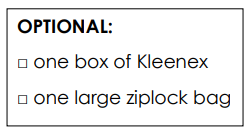 OPTIONAL:
□ one box of Kleenex
□ one large ziplock bag